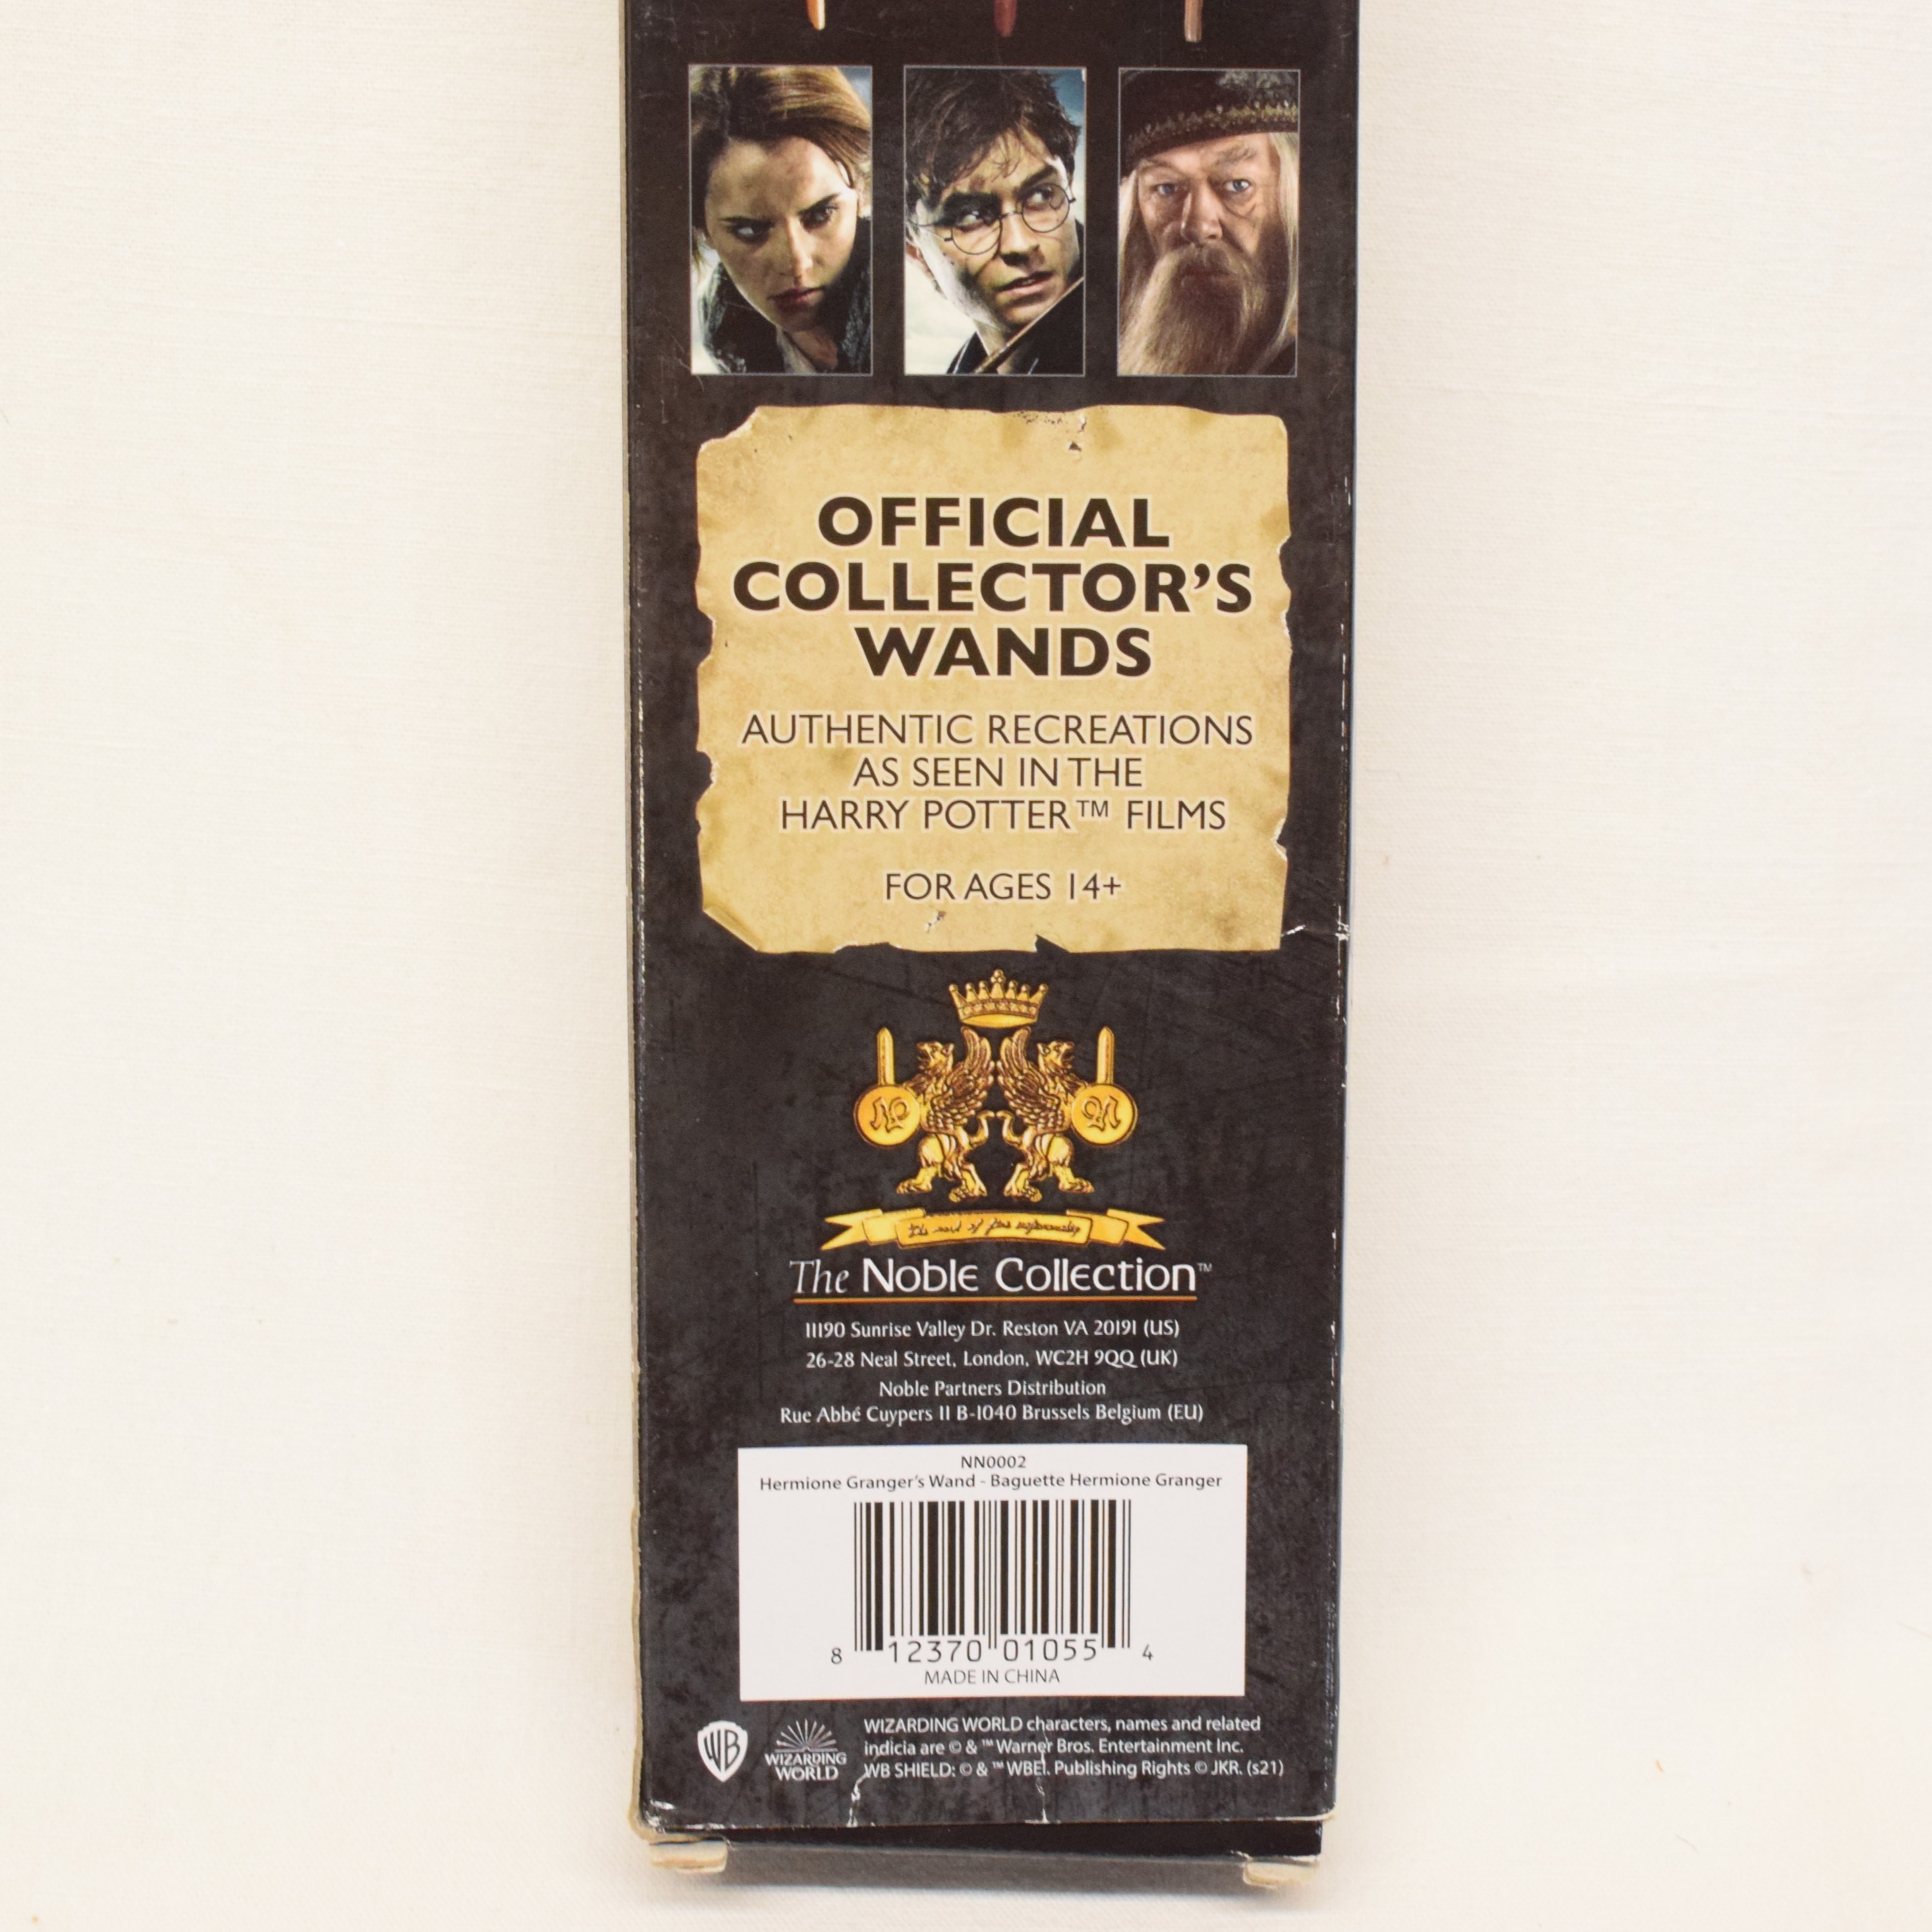 OFFICIAL
COLLECTOR'S
WANDS
AUTHENTIC RECREATIONS
AS SEEN IN THE
HARRY POTTER™ FILMS
FOR AGES 14+
The Noble Collection™
11190 Sunrise Valley Dr. Reston VA 20191 (US)
26-28 Neal Street, London, WC2H 9QQ (UK)
Noble Partners Distribution
Rue Abbé Cuypers 11 B-1040 Brussels Belgium (EU)
NN0002
Hermione Granger's Wand - Baguette Hermione Granger
8 12370 01055 4
MADE IN CHINA
WB
WIZARDING
WORLD
WIZARDING WORLD characters, names and related
indicia are © & ™ Warner Bros. Entertainment Inc.
WB SHIELD: © & ™ WBEI. Publishing Rights © JKR. (s21)